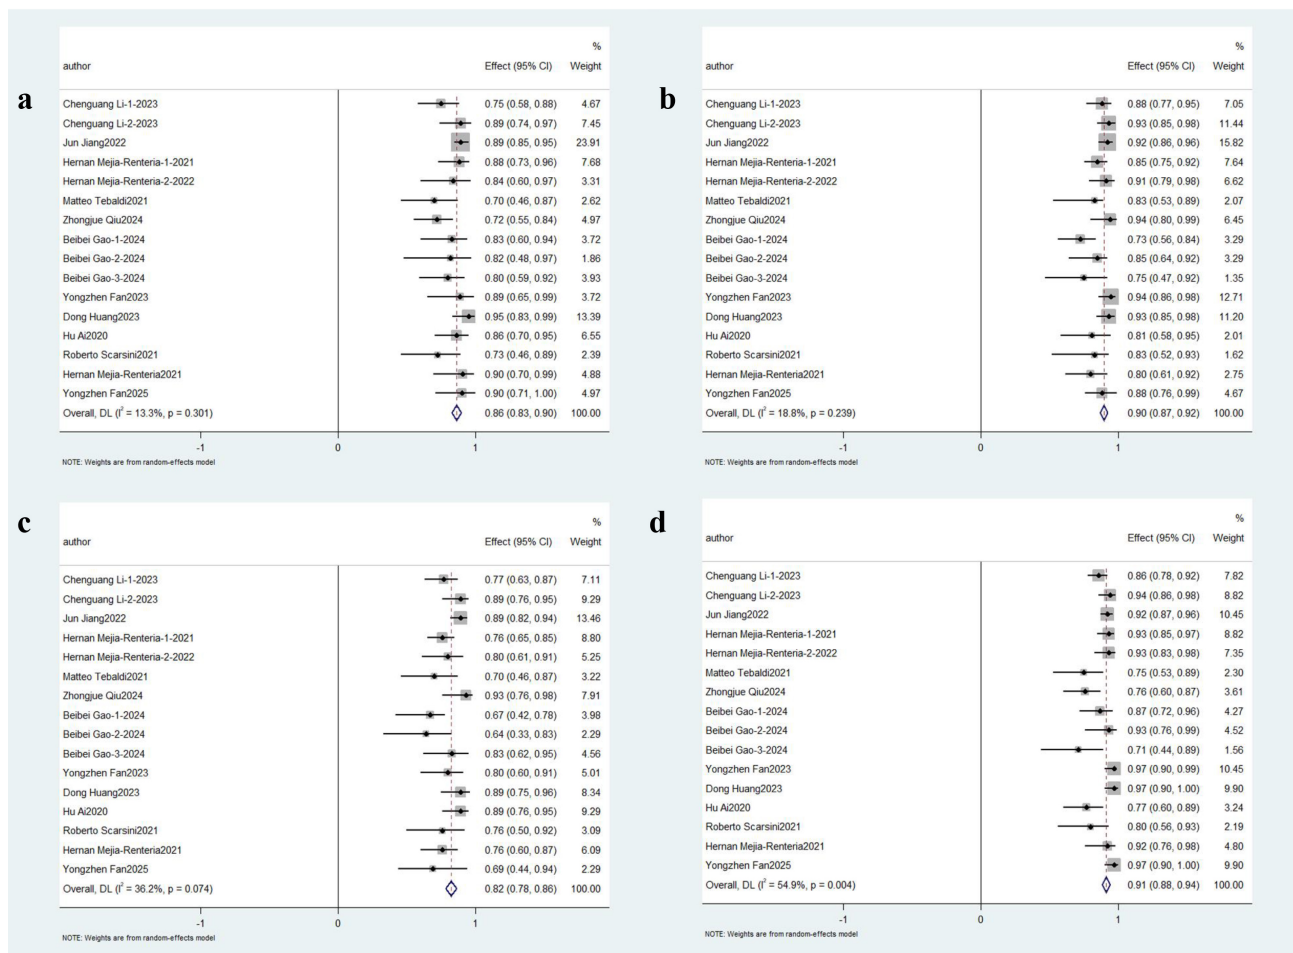 a
%
author Effect (95% CI) Weight
Chenguang Li-1-2023 0.75 (0.58, 0.88) 4.67
Chenguang Li-2-2023 0.89 (0.74, 0.97) 7.45
Jun Jiang2022 0.89 (0.85, 0.95) 23.91
Hernan Mejia-Renteria-1-2021 0.88 (0.73, 0.96) 7.68
Hernan Mejia-Renteria-2-2022 0.84 (0.60, 0.97) 3.31
Matteo Tebaldi2021 0.70 (0.46, 0.87) 2.62
Zhongjue Qiu2024 0.72 (0.55, 0.84) 4.97
Beibei Gao-1-2024 0.83 (0.60, 0.94) 3.72
Beibei Gao-2-2024 0.82 (0.48, 0.97) 1.86
Beibei Gao-3-2024 0.80 (0.59, 0.92) 3.93
Yongzhen Fan2023 0.89 (0.65, 0.99) 3.72
Dong Huang2023 0.95 (0.83, 0.99) 13.39
Hu Ai2020 0.86 (0.70, 0.95) 6.55
Roberto Scarsini2021 0.73 (0.46, 0.89) 2.39
Hernan Mejia-Renteria2021 0.90 (0.70, 0.99) 4.88
Yongzhen Fan2025 0.90 (0.71, 1.00) 4.97
Overall, DL (I² = 13.3%, p = 0.301) 0.86 (0.83, 0.90) 100.00
-1 0 1
NOTE: Weights are from random-effects model
b
%
author Effect (95% CI) Weight
Chenguang Li-1-2023 0.88 (0.77, 0.95) 7.05
Chenguang Li-2-2023 0.93 (0.85, 0.98) 11.44
Jun Jiang2022 0.92 (0.86, 0.96) 15.82
Hernan Mejia-Renteria-1-2021 0.85 (0.75, 0.92) 7.64
Hernan Mejia-Renteria-2-2022 0.91 (0.79, 0.98) 6.62
Matteo Tebaldi2021 0.83 (0.53, 0.89) 2.07
Zhongjue Qiu2024 0.94 (0.80, 0.99) 6.45
Beibei Gao-1-2024 0.73 (0.56, 0.84) 3.29
Beibei Gao-2-2024 0.85 (0.64, 0.92) 3.29
Beibei Gao-3-2024 0.75 (0.47, 0.92) 1.35
Yongzhen Fan2023 0.94 (0.86, 0.98) 12.71
Dong Huang2023 0.93 (0.85, 0.98) 11.20
Hu Ai2020 0.81 (0.58, 0.95) 2.01
Roberto Scarsini2021 0.83 (0.52, 0.93) 1.62
Hernan Mejia-Renteria2021 0.80 (0.61, 0.92) 2.75
Yongzhen Fan2025 0.88 (0.76, 0.99) 4.67
Overall, DL (I² = 18.8%, p = 0.239) 0.90 (0.87, 0.92) 100.00
-1 0 1
NOTE: Weights are from random-effects model
c
%
author Effect (95% CI) Weight
Chenguang Li-1-2023 0.77 (0.63, 0.87) 7.11
Chenguang Li-2-2023 0.89 (0.76, 0.95) 9.29
Jun Jiang2022 0.89 (0.82, 0.94) 13.46
Hernan Mejia-Renteria-1-2021 0.76 (0.65, 0.85) 8.80
Hernan Mejia-Renteria-2-2022 0.80 (0.61, 0.91) 5.25
Matteo Tebaldi2021 0.70 (0.46, 0.87) 3.22
Zhongjue Qiu2024 0.93 (0.76, 0.98) 7.91
Beibei Gao-1-2024 0.67 (0.42, 0.78) 3.98
Beibei Gao-2-2024 0.64 (0.33, 0.83) 2.29
Beibei Gao-3-2024 0.83 (0.62, 0.95) 4.56
Yongzhen Fan2023 0.80 (0.60, 0.91) 5.01
Dong Huang2023 0.89 (0.75, 0.96) 8.34
Hu Ai2020 0.89 (0.76, 0.95) 9.29
Roberto Scarsini2021 0.76 (0.50, 0.92) 3.09
Hernan Mejia-Renteria2021 0.76 (0.60, 0.87) 6.09
Yongzhen Fan2025 0.69 (0.44, 0.94) 2.29
Overall, DL (I² = 36.2%, p = 0.074) 0.82 (0.78, 0.86) 100.00
-1 0 1
NOTE: Weights are from random-effects model
d
%
author Effect (95% CI) Weight
Chenguang Li-1-2023 0.86 (0.78, 0.92) 7.82
Chenguang Li-2-2023 0.94 (0.86, 0.98) 8.82
Jun Jiang2022 0.92 (0.87, 0.96) 10.45
Hernan Mejia-Renteria-1-2021 0.93 (0.85, 0.97) 8.82
Hernan Mejia-Renteria-2-2022 0.93 (0.83, 0.98) 7.35
Matteo Tebaldi2021 0.75 (0.53, 0.89) 2.30
Zhongjue Qiu2024 0.76 (0.60, 0.87) 3.61
Beibei Gao-1-2024 0.87 (0.72, 0.96) 4.27
Beibei Gao-2-2024 0.93 (0.76, 0.99) 4.52
Beibei Gao-3-2024 0.71 (0.44, 0.89) 1.56
Yongzhen Fan2023 0.97 (0.90, 0.99) 10.45
Dong Huang2023 0.97 (0.90, 1.00) 9.90
Hu Ai2020 0.77 (0.60, 0.89) 3.24
Roberto Scarsini2021 0.80 (0.56, 0.93) 2.19
Hernan Mejia-Renteria2021 0.92 (0.76, 0.98) 4.80
Yongzhen Fan2025 0.97 (0.90, 1.00) 9.90
Overall, DL (I² = 54.9%, p = 0.004) 0.91 (0.88, 0.94) 100.00
-1 0 1
NOTE: Weights are from random-effects model